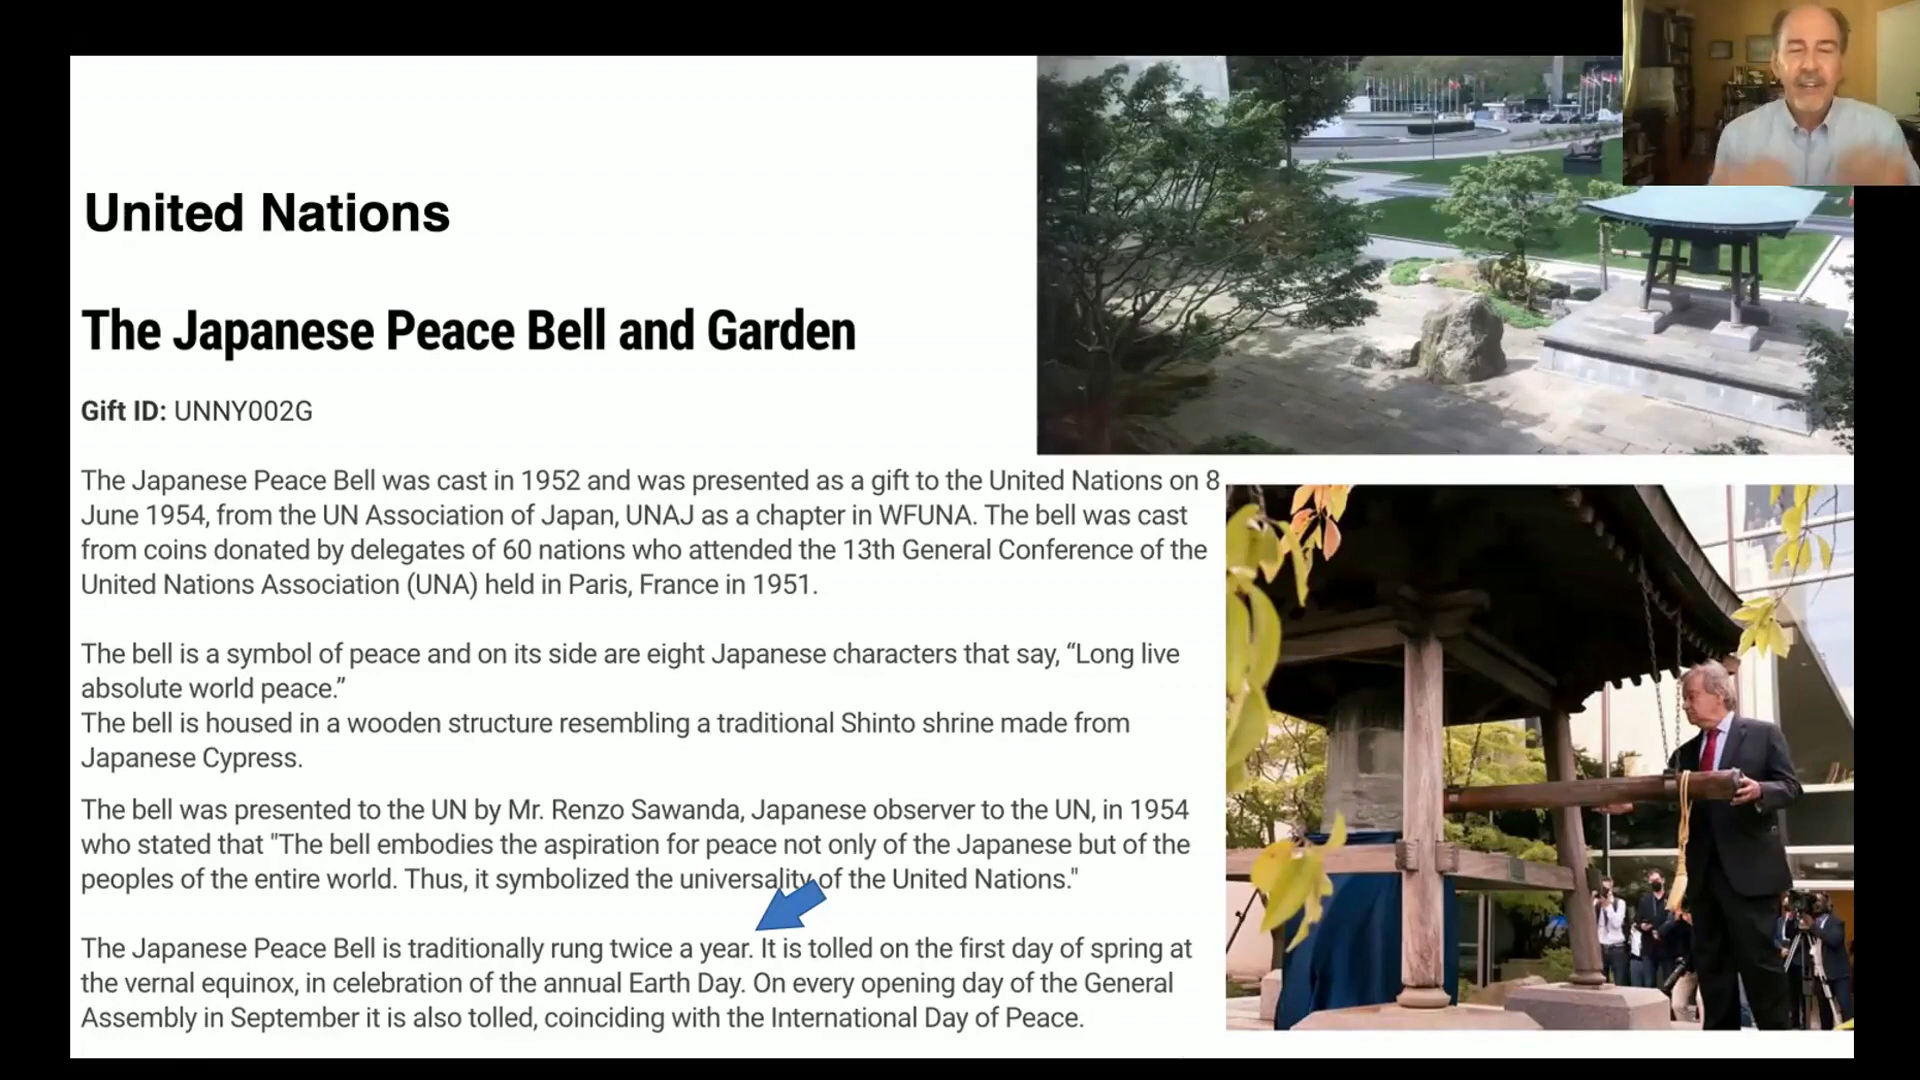 United Nations
The Japanese Peace Bell and Garden
Gift ID: UNNY002G
The Japanese Peace Bell was cast in 1952 and was presented as a gift to the United Nations on 8
June 1954, from the UN Association of Japan, UNAJ as a chapter in WFUNA. The bell was cast
from coins donated by delegates of 60 nations who attended the 13th General Conference of the
United Nations Association (UNA) held in Paris, France in 1951.
The bell is a symbol of peace and on its side are eight Japanese characters that say, “Long live
absolute world peace.”
The bell is housed in a wooden structure resembling a traditional Shinto shrine made from
Japanese Cypress.
The bell was presented to the UN by Mr. Renzo Sawanda, Japanese observer to the UN, in 1954
who stated that "The bell embodies the aspiration for peace not only of the Japanese but of the
peoples of the entire world. Thus, it symbolized the universality of the United Nations."
The Japanese Peace Bell is traditionally rung twice a year. It is tolled on the first day of spring at
the vernal equinox, in celebration of the annual Earth Day. On every opening day of the General
Assembly in September it is also tolled, coinciding with the International Day of Peace.